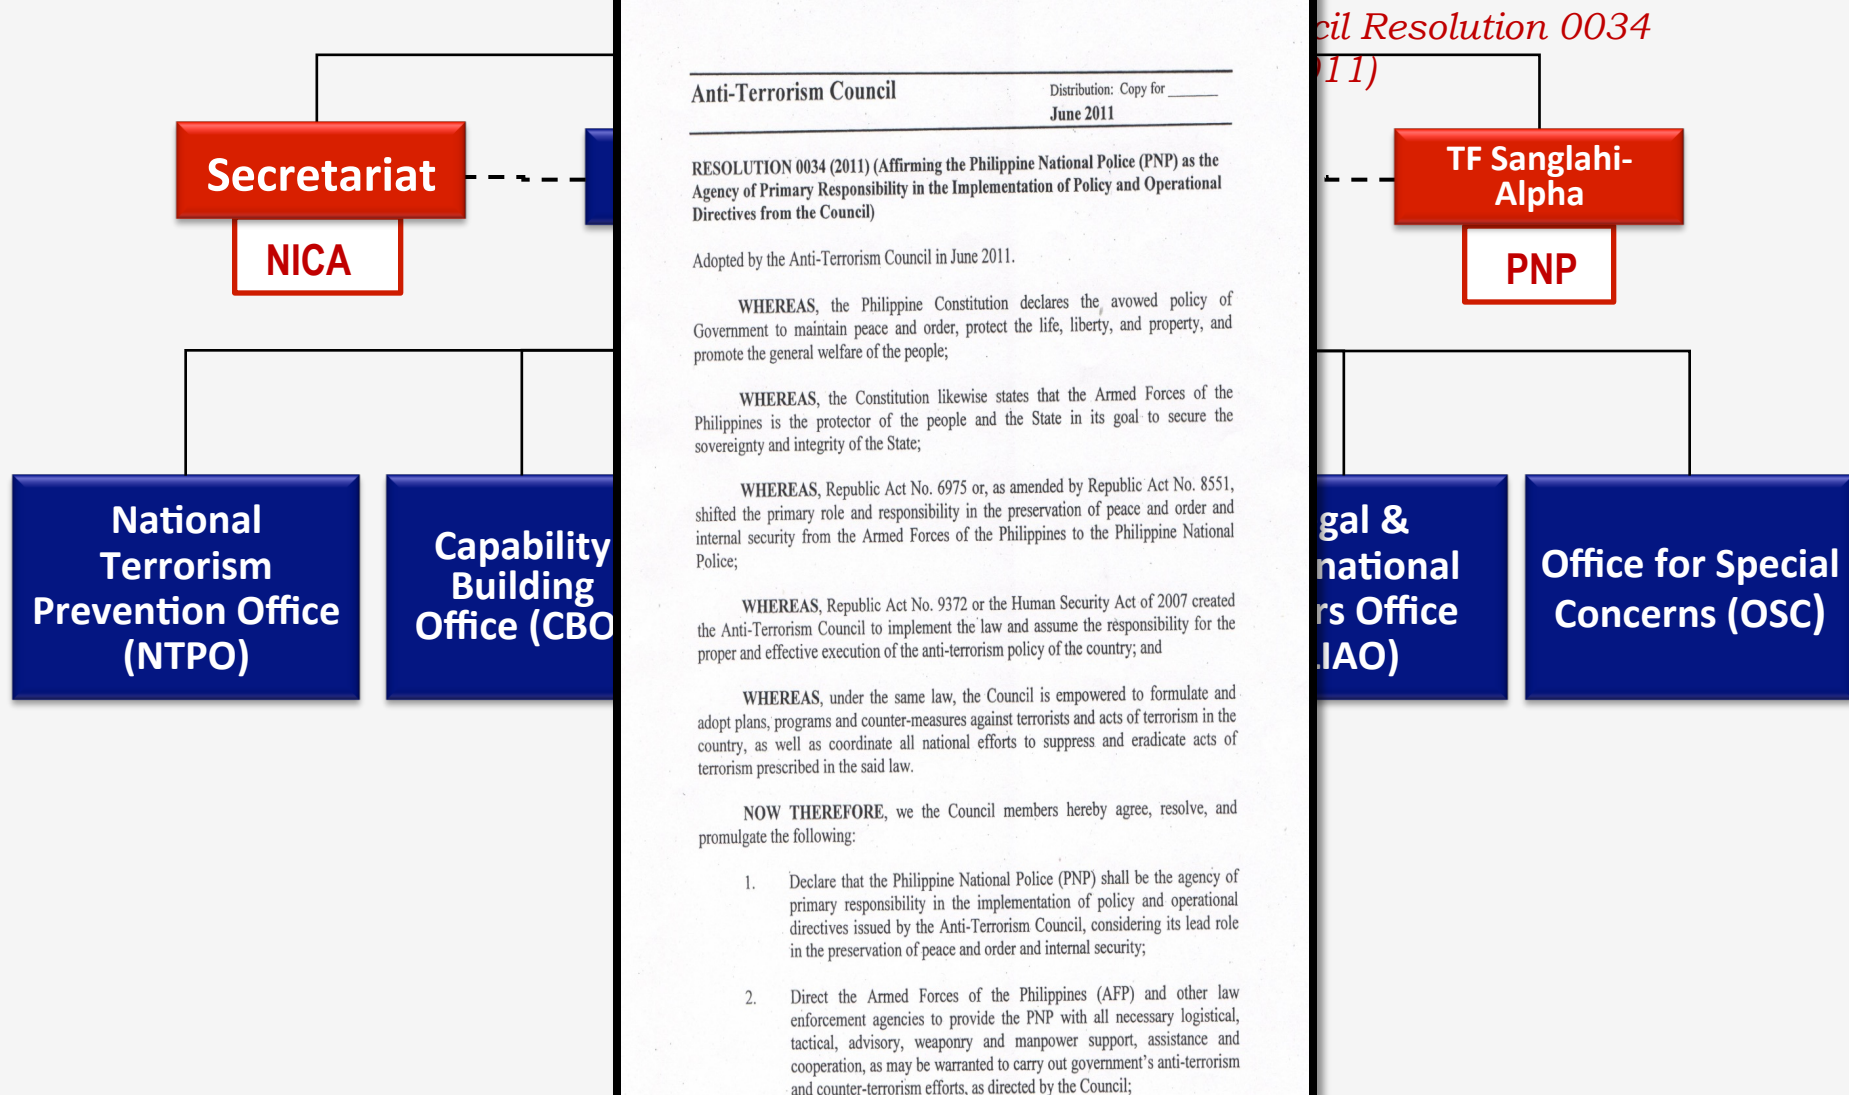 cil Resolution 0034
11)
Secretariat
NICA
TF Sanglahi-
Alpha
PNP
National
Terrorism
Prevention Office
(NTPO)
Capability
Building
Office (CBO
gal &
national
rs Office
IAO)
Office for Special
Concerns (OSC)
Anti-Terrorism Council
Distribution: Copy for ______
June 2011
RESOLUTION 0034 (2011) (Affirming the Philippine National Police (PNP) as the
Agency of Primary Responsibility in the Implementation of Policy and Operational
Directives from the Council)
Adopted by the Anti-Terrorism Council in June 2011.
WHEREAS, the Philippine Constitution declares the avowed policy of
Government to maintain peace and order, protect the life, liberty, and property, and
promote the general welfare of the people;
WHEREAS, the Constitution likewise states that the Armed Forces of the
Philippines is the protector of the people and the State in its goal to secure the
sovereignty and integrity of the State;
WHEREAS, Republic Act No. 6975 or, as amended by Republic Act No. 8551,
shifted the primary role and responsibility in the preservation of peace and order and
internal security from the Armed Forces of the Philippines to the Philippine National
Police;
WHEREAS, Republic Act No. 9372 or the Human Security Act of 2007 created
the Anti-Terrorism Council to implement the law and assume the responsibility for the
proper and effective execution of the anti-terrorism policy of the country; and
WHEREAS, under the same law, the Council is empowered to formulate and
adopt plans, programs and counter-measures against terrorists and acts of terrorism in the
country, as well as coordinate all national efforts to suppress and eradicate acts of
terrorism prescribed in the said law.
NOW THEREFORE, we the Council members hereby agree, resolve, and
promulgate the following:
1. Declare that the Philippine National Police (PNP) shall be the agency of
primary responsibility in the implementation of policy and operational
directives issued by the Anti-Terrorism Council, considering its lead role
in the preservation of peace and order and internal security;
2. Direct the Armed Forces of the Philippines (AFP) and other law
enforcement agencies to provide the PNP with all necessary logistical,
tactical, advisory, weaponry and manpower support, assistance and
cooperation, as may be warranted to carry out government's anti-terrorism
and counter-terrorism efforts, as directed by the Council;